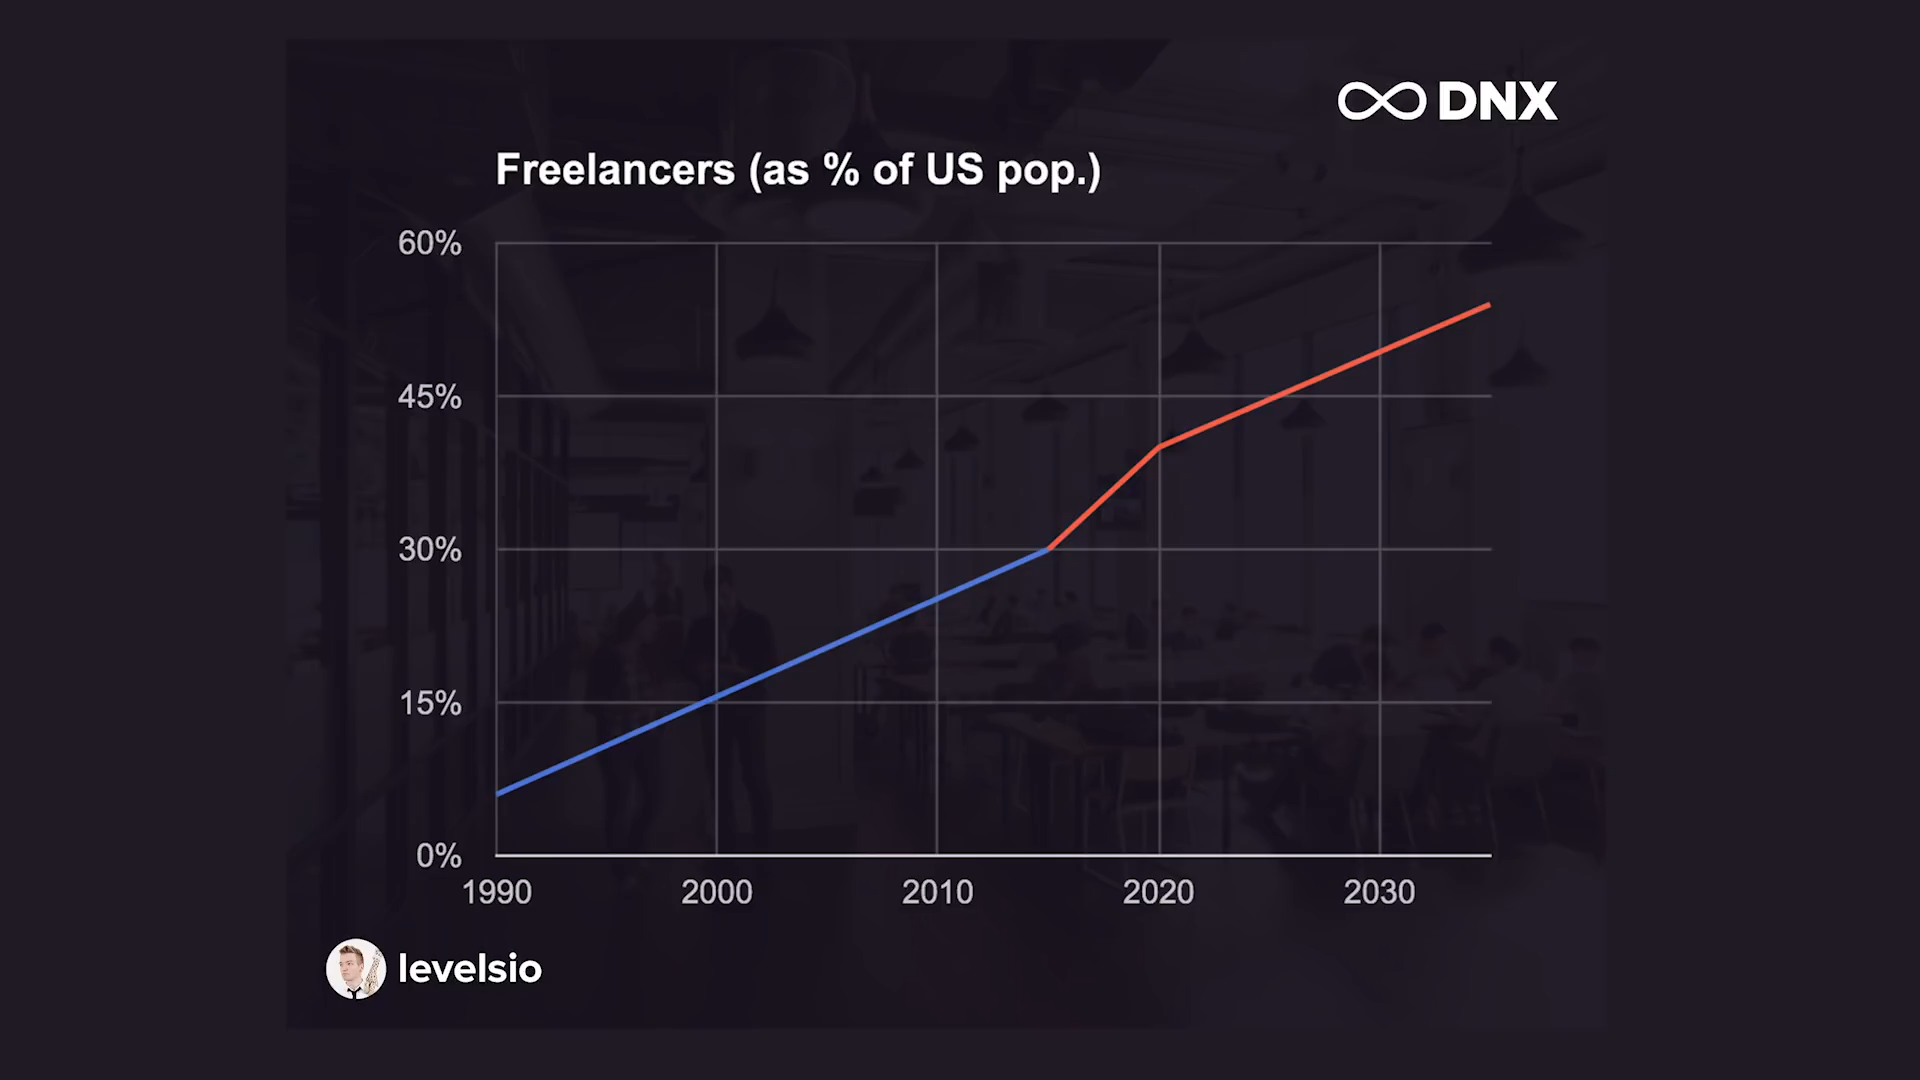 DNX
Freelancers (as % of US pop.)
60%
45%
30%
15%
0%
1990 2000 2010 2020 2030
levelsio